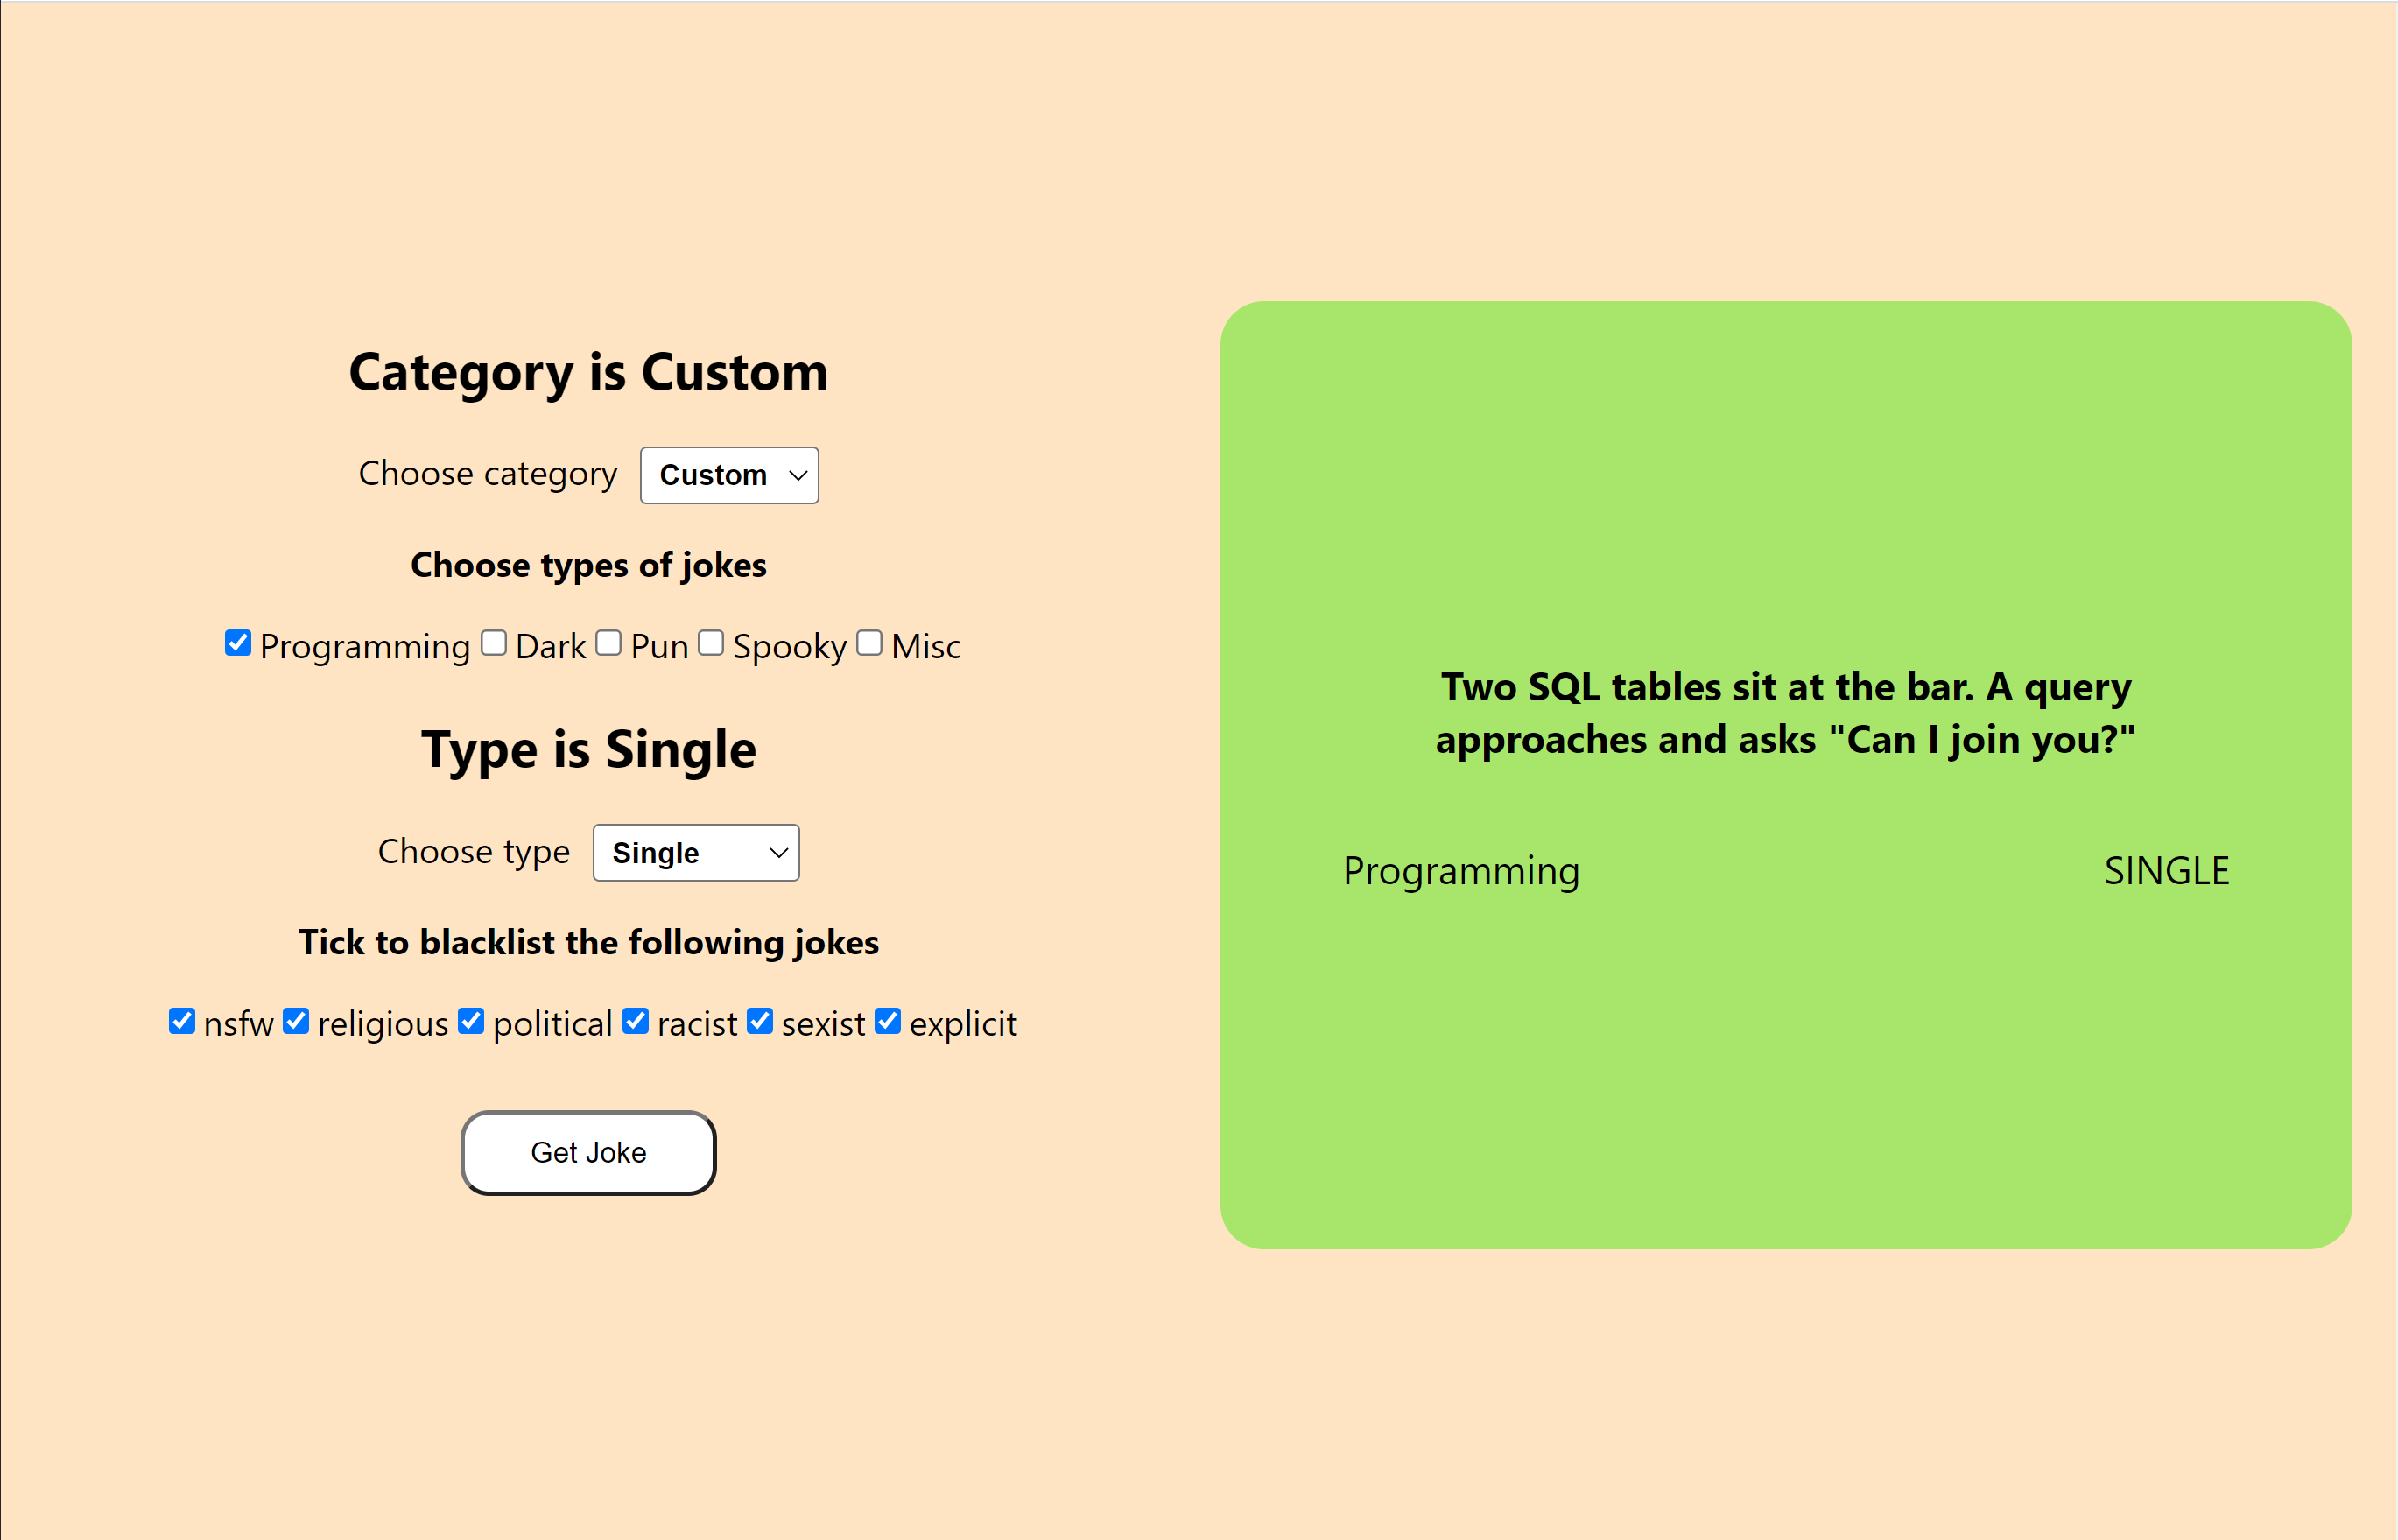 Category is Custom
Choose category Custom
Choose types of jokes
Programming Dark Pun Spooky Misc
Type is Single
Choose type Single
Tick to blacklist the following jokes
nsfw religious political racist sexist explicit
Get Joke
Two SQL tables sit at the bar. A query
approaches and asks "Can I join you?"
Programming SINGLE